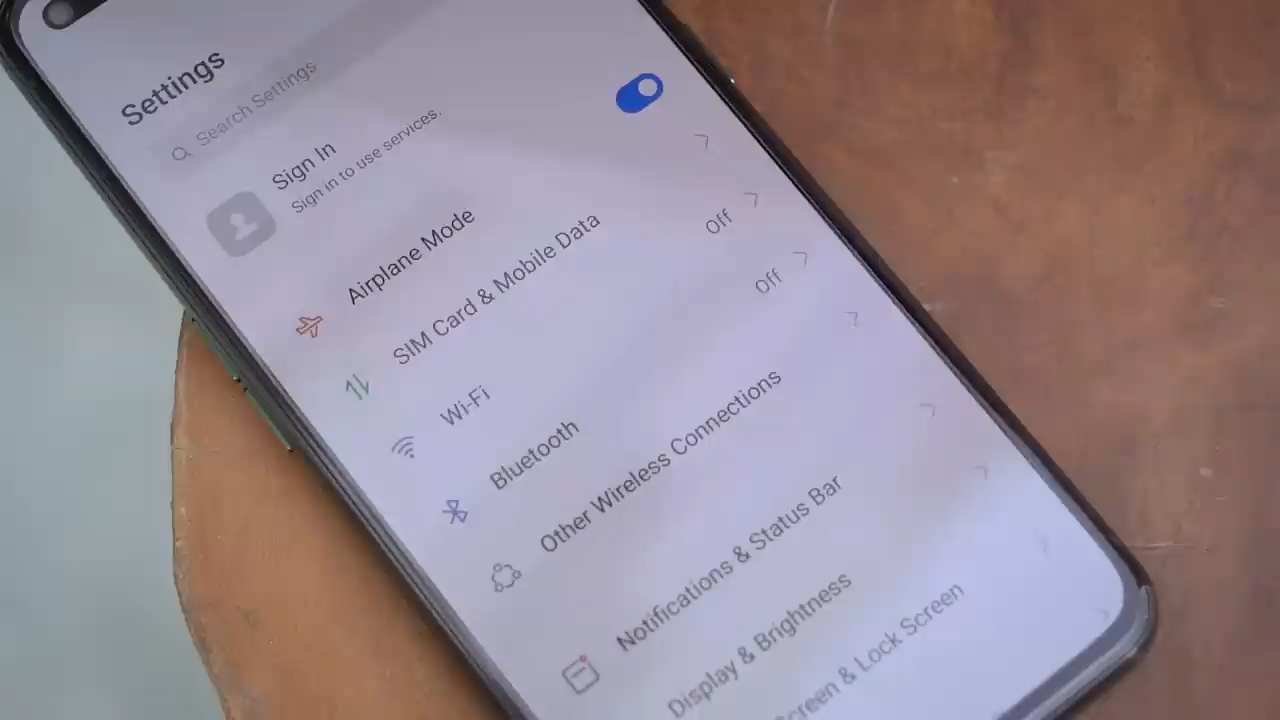 Settings
Search Settings
Sign In
Sign in to use services.
Airplane Mode
SIM Card & Mobile Data
Wi-Fi
Off
Bluetooth
Off
Other Wireless Connections
Notifications & Status Bar
Display & Brightness
Screen & Lock Screen